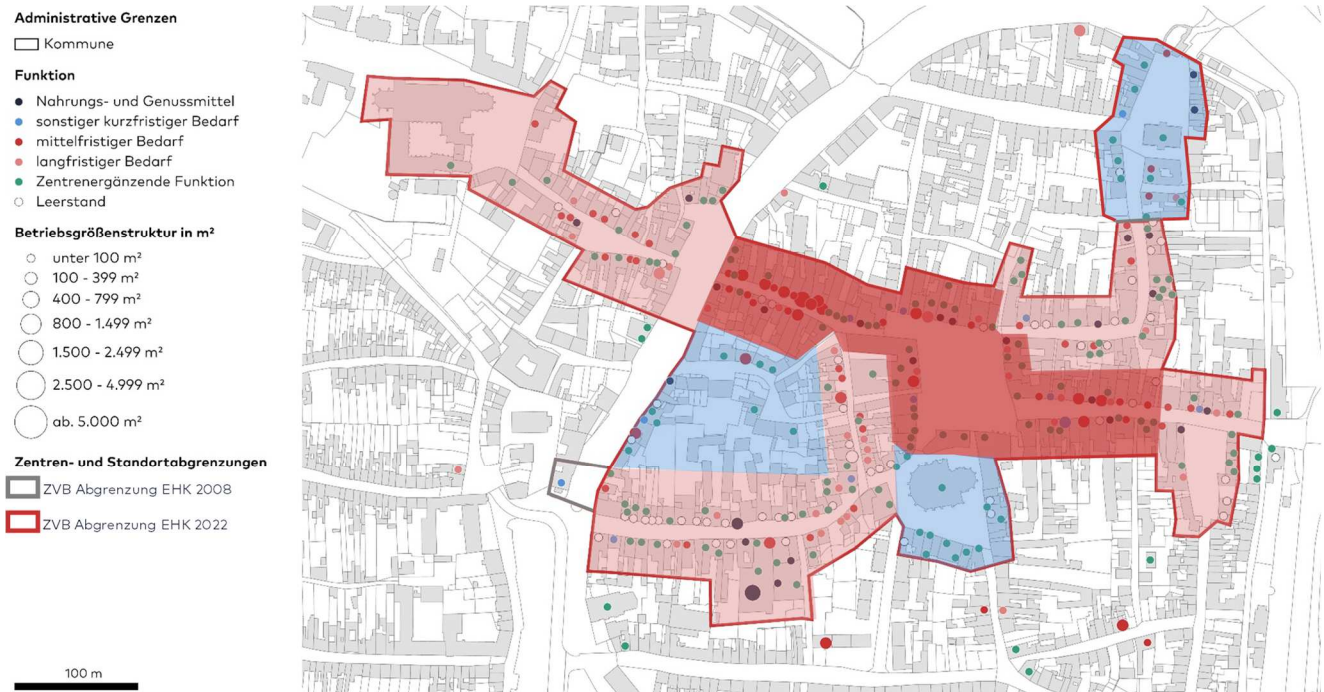 Administrative Grenzen
Kommune
Funktion
Nahrungs- und Genussmittel
sonstiger kurzfristiger Bedarf
mittelfristiger Bedarf
langfristiger Bedarf
Zentrenergänzende Funktion
Leerstand
Betriebsgrößenstruktur in m²
unter 100 m²
100 - 399 m²
400 - 799 m²
800 - 1.499 m²
1.500 - 2.499 m²
2.500 - 4.999 m²
ab. 5.000 m²
Zentren- und Standortabgrenzungen
ZVB Abgrenzung EHK 2008
ZVB Abgrenzung EHK 2022
100 m